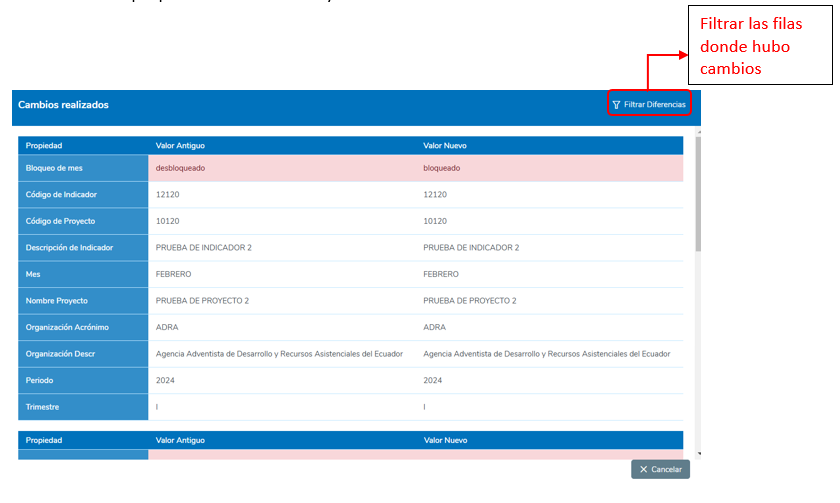 Filtrar las filas
donde hubo
cambios
Cambios realizados
Filtrar Diferencias
Propiedad Valor Antiguo Valor Nuevo
Bloqueo de mes desbloqueado bloqueado
Código de Indicador 12120 12120
Código de Proyecto 10120 10120
Descripción de Indicador PRUEBA DE INDICADOR 2 PRUEBA DE INDICADOR 2
Mes FEBRERO FEBRERO
Nombre Proyecto PRUEBA DE PROYECTO 2 PRUEBA DE PROYECTO 2
Organización Acrónimo ADRA ADRA
Organización Descr Agencia Adventista de Desarrollo y Recursos Asistenciales del Ecuador Agencia Adventista de Desarrollo y Recursos Asistenciales del Ecuador
Periodo 2024 2024
Trimestre I I
Propiedad Valor Antiguo Valor Nuevo
Cancelar